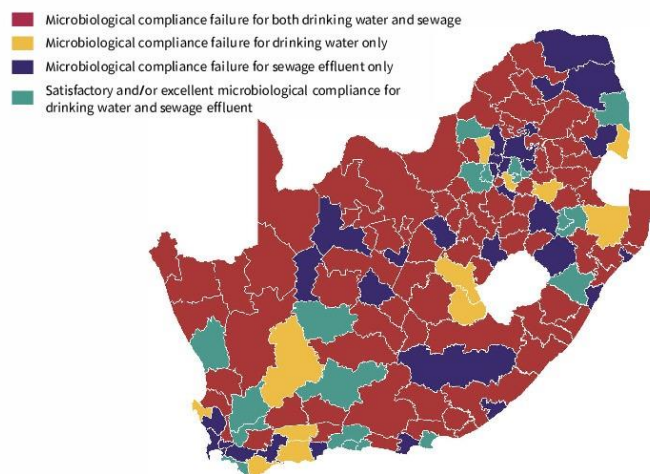 Microbiological compliance failure for both drinking water and sewage
Microbiological compliance failure for drinking water only
Microbiological compliance failure for sewage effluent only
Satisfactory and/or excellent microbiological compliance for
drinking water and sewage effluent